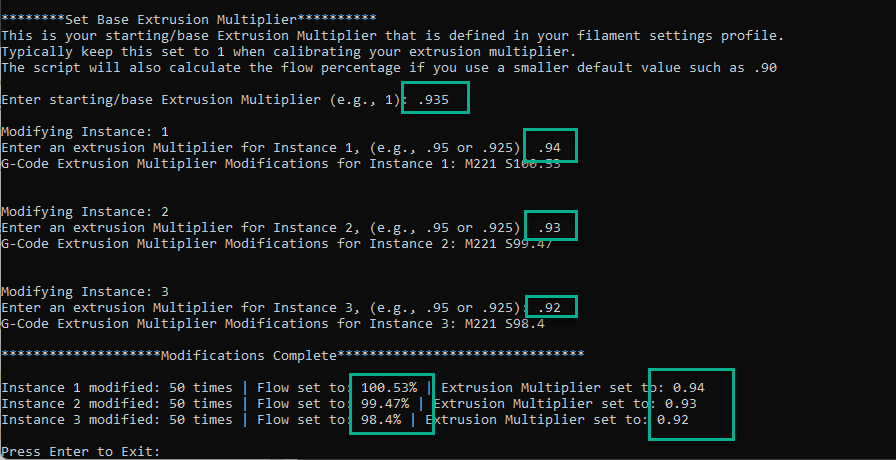 ********Set Base Extrusion Multiplier**********
This is your starting/base Extrusion Multiplier that is defined in your filament settings profile.
Typically keep this set to 1 when calibrating your extrusion multiplier.
The script will also calculate the flow percentage if you use a smaller default value such as .90
Enter starting/base Extrusion Multiplier (e.g., 1): .935
Modifying Instance: 1
Enter an extrusion Multiplier for Instance 1, (e.g., .95 or .925) .94
G-Code Extrusion Multiplier Modifications for Instance 1: M221 S100.53
Modifying Instance: 2
Enter an extrusion Multiplier for Instance 2, (e.g., .95 or .925) .93
G-Code Extrusion Multiplier Modifications for Instance 2: M221 S99.47
Modifying Instance: 3
Enter an extrusion Multiplier for Instance 3, (e.g., .95 or .925): .92
G-Code Extrusion Multiplier Modifications for Instance 3: M221 S98.4
********************Modifications Complete*******************************
Instance 1 modified: 50 times | Flow set to: 100.53% | Extrusion Multiplier set to: 0.94
Instance 2 modified: 50 times | Flow set to: 99.47% | Extrusion Multiplier set to: 0.93
Instance 3 modified: 50 times | Flow set to: 98.4% | Extrusion Multiplier set to: 0.92
Press Enter to Exit: